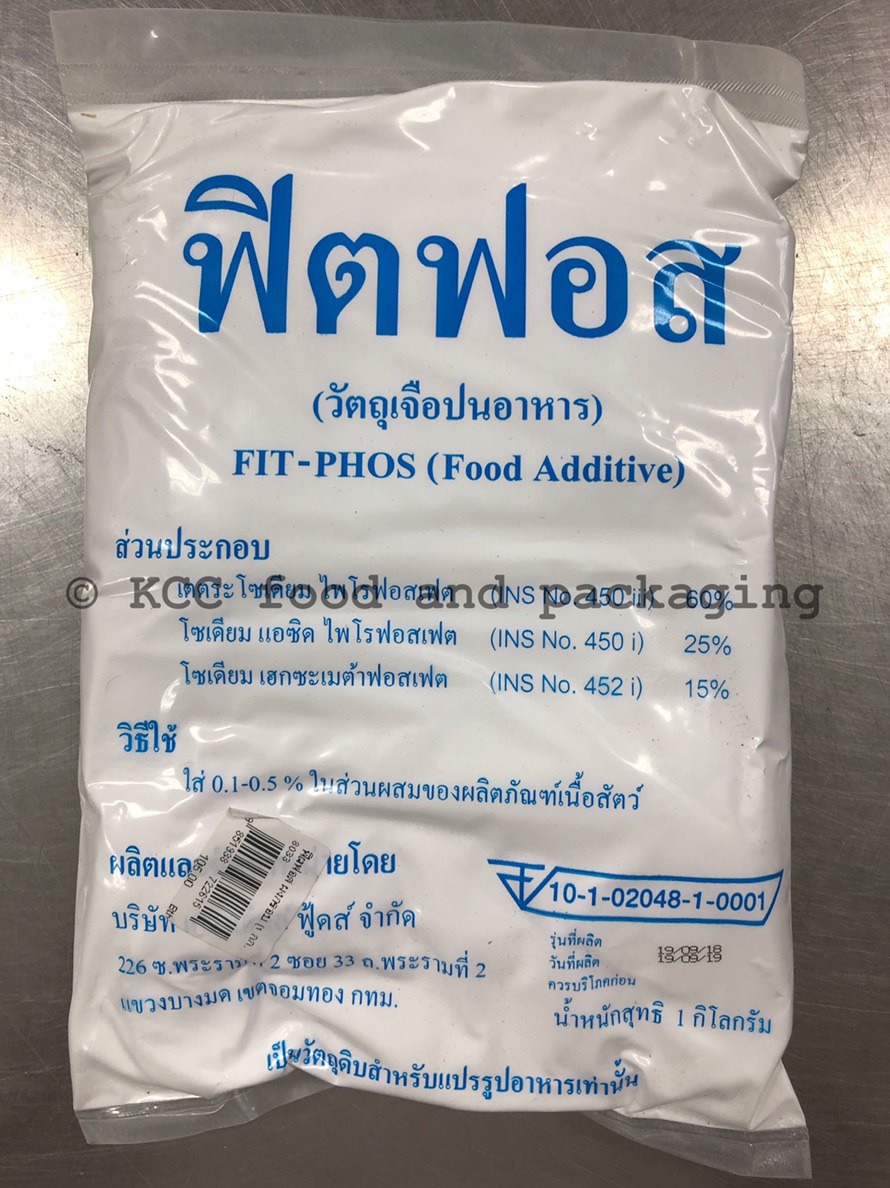 ฟิตฟอส
(วัตถุเจือปนอาหาร)
FIT-PHOS (Food Additive)
ส่วนประกอบ
เตตระโซเดียม ไพโรฟอสเฟต (INS No. 450 iii) 60%
© KCC food and packaging
โซเดียม แอซิด ไพโรฟอสเฟต (INS No. 450 i) 25%
โซเดียม เฮกซะเมต้าฟอสเฟต (INS No. 452 i) 15%
วิธีใช้
ใส่ 0.1-0.5 % ในส่วนผสมของผลิตภัณฑ์เนื้อสัตว์
8033
851938 722615
105.00
ผลิตแล ยโดย
บริษัท ฟู้ดส์ จำกัด
226 ซ.พระราม 2 ซอย 33 ถ.พระรามที่ 2
แขวงบางมด เขตจอมทอง กทม.
10-1-02048-1-0001
รุ่นที่ผลิต
วันที่ผลิต 19/09/18
ควรบริโภคก่อน 19/09/19
น้ำหนักสุทธิ 1 กิโลกรัม
เป็นวัตถุดิบสำหรับแปรรูปอาหารเท่านั้น